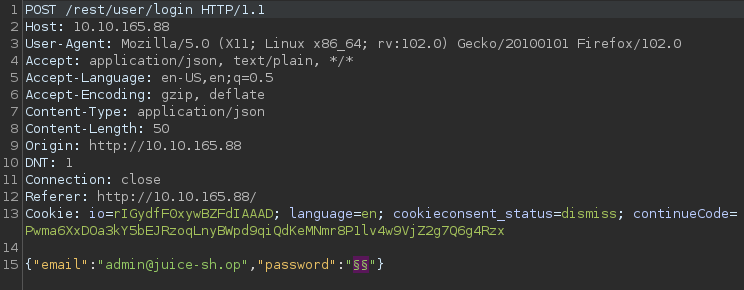 1 POST /rest/user/login HTTP/1.1
2 Host: 10.10.165.88
3 User-Agent: Mozilla/5.0 (X11; Linux x86_64; rv:102.0) Gecko/20100101 Firefox/102.0
4 Accept: application/json, text/plain, */*
5 Accept-Language: en-US,en;q=0.5
6 Accept-Encoding: gzip, deflate
7 Content-Type: application/json
8 Content-Length: 50
9 Origin: http://10.10.165.88
10 DNT: 1
11 Connection: close
12 Referer: http://10.10.165.88/
13 Cookie: io=rIGydfFOxywBZFdIAAAD; language=en; cookieconsent_status=dismiss; continueCode=
Pwma6XxDOa3kY5bEJRzoqLnyBWpd9qiQdKeMNmr8P1lv4w9VjZ2g7Q6g4Rzx
14
15 {"email":"admin@juice-sh.op","password":"§§"}